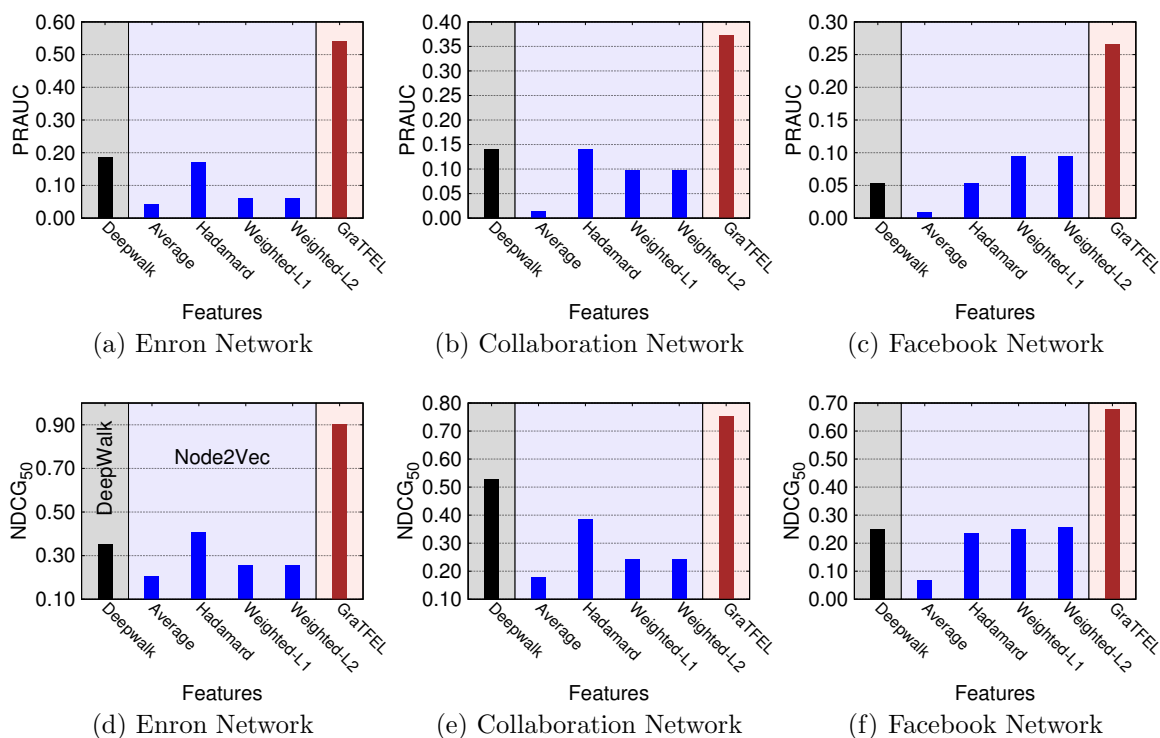 PRAUC
0.60
0.50
0.40
0.30
0.20
0.10
0.00
Deepwalk
Average
Hadamard
Weighted-L1
Weighted-L2
GraTFEL
Features
(a) Enron Network
PRAUC
0.40
0.35
0.30
0.25
0.20
0.15
0.10
0.05
0.00
Deepwalk
Average
Hadamard
Weighted-L1
Weighted-L2
GraTFEL
Features
(b) Collaboration Network
PRAUC
0.30
0.25
0.20
0.15
0.10
0.05
0.00
Deepwalk
Average
Hadamard
Weighted-L1
Weighted-L2
GraTFEL
Features
(c) Facebook Network
NDCG50
0.90
0.70
0.50
0.30
0.10
DeepWalk
Node2Vec
Deepwalk
Average
Hadamard
Weighted-L1
Weighted-L2
GraTFEL
Features
(d) Enron Network
NDCG50
0.80
0.70
0.60
0.50
0.40
0.30
0.20
0.10
Deepwalk
Average
Hadamard
Weighted-L1
Weighted-L2
GraTFEL
Features
(e) Collaboration Network
NDCG50
0.70
0.60
0.50
0.40
0.30
0.20
0.10
0.00
Deepwalk
Average
Hadamard
Weighted-L1
Weighted-L2
GraTFEL
Features
(f) Facebook Network